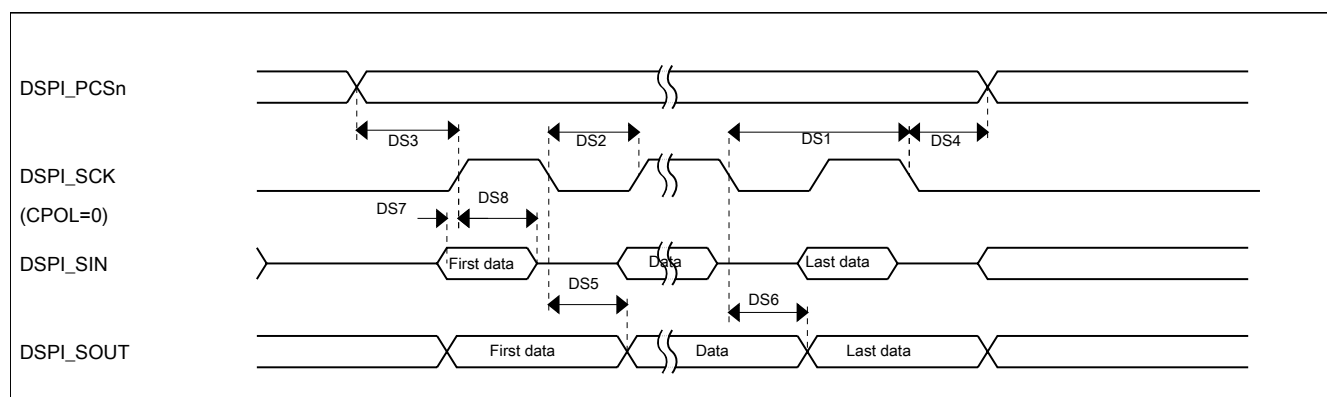 DSPI_PCSn
DS3
DS2
DS1
DS4
DSPI_SCK
(CPOL=0)
DS7
DS8
DSPI_SIN
First data
Data
Last data
DS5
DS6
DSPI_SOUT
First data
Data
Last data